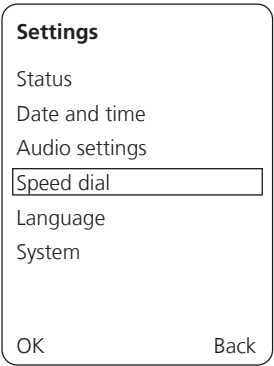 Settings
Status
Date and time
Audio settings
Speed dial
Language
System
OK Back